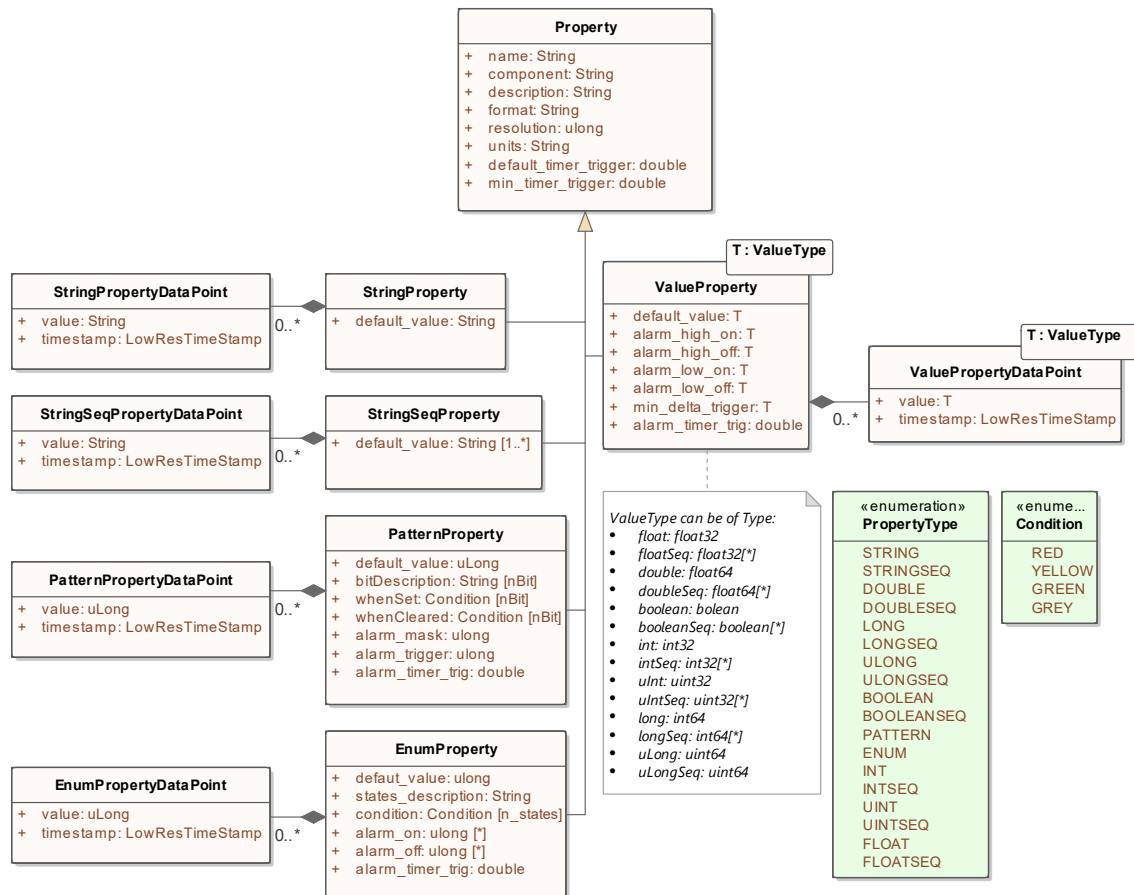 Property
+ name: String
+ component: String
+ description: String
+ format: String
+ resolution: ulong
+ units: String
+ default_timer_trigger: double
+ min_timer_trigger: double
StringPropertyDataPoint
+ value: String
+ timestamp: LowResTimeStamp
0..*
StringProperty
+ default_value: String
T : ValueType
ValueProperty
+ default_value: T
+ alarm_high_on: T
+ alarm_high_off: T
+ alarm_low_on: T
+ alarm_low_off: T
+ min_delta_trigger: T
+ alarm_timer_trig: double
0..*
T : ValueType
ValuePropertyDataPoint
+ value: T
+ timestamp: LowResTimeStamp
StringSeqPropertyDataPoint
+ value: String
+ timestamp: LowResTimeStamp
0..*
StringSeqProperty
+ default_value: String [1..*]
PatternPropertyDataPoint
+ value: uLong
+ timestamp: LowResTimeStamp
0..*
PatternProperty
+ default_value: uLong
+ bitDescription: String [nBit]
+ whenSet: Condition [nBit]
+ whenCleared: Condition [nBit]
+ alarm_mask: ulong
+ alarm_trigger: ulong
+ alarm_timer_trig: double
ValueType can be of Type:
• float: float32
• floatSeq: float32[*]
• double: float64
• doubleSeq: float64[*]
• boolean: bolean
• booleanSeq: boolean[*]
• int: int32
• intSeq: int32[*]
• uInt: uint32
• uIntSeq: uint32[*]
• long: int64
• longSeq: int64[*]
• uLong: uint64
• uLongSeq: uint64
«enumeration»
PropertyType
STRING
STRINGSEQ
DOUBLE
DOUBLESEQ
LONG
LONGSEQ
ULONG
ULONGSEQ
BOOLEAN
BOOLEANSEQ
PATTERN
ENUM
INT
INTSEQ
UINT
UINTSEQ
FLOAT
FLOATSEQ
«enume...
Condition
RED
YELLOW
GREEN
GREY
EnumPropertyDataPoint
+ value: uLong
+ timestamp: LowResTimeStamp
0..*
EnumProperty
+ defaut_value: ulong
+ states_description: String
+ condition: Condition [n_states]
+ alarm_on: ulong [*]
+ alarm_off: ulong [*]
+ alarm_timer_trig: double